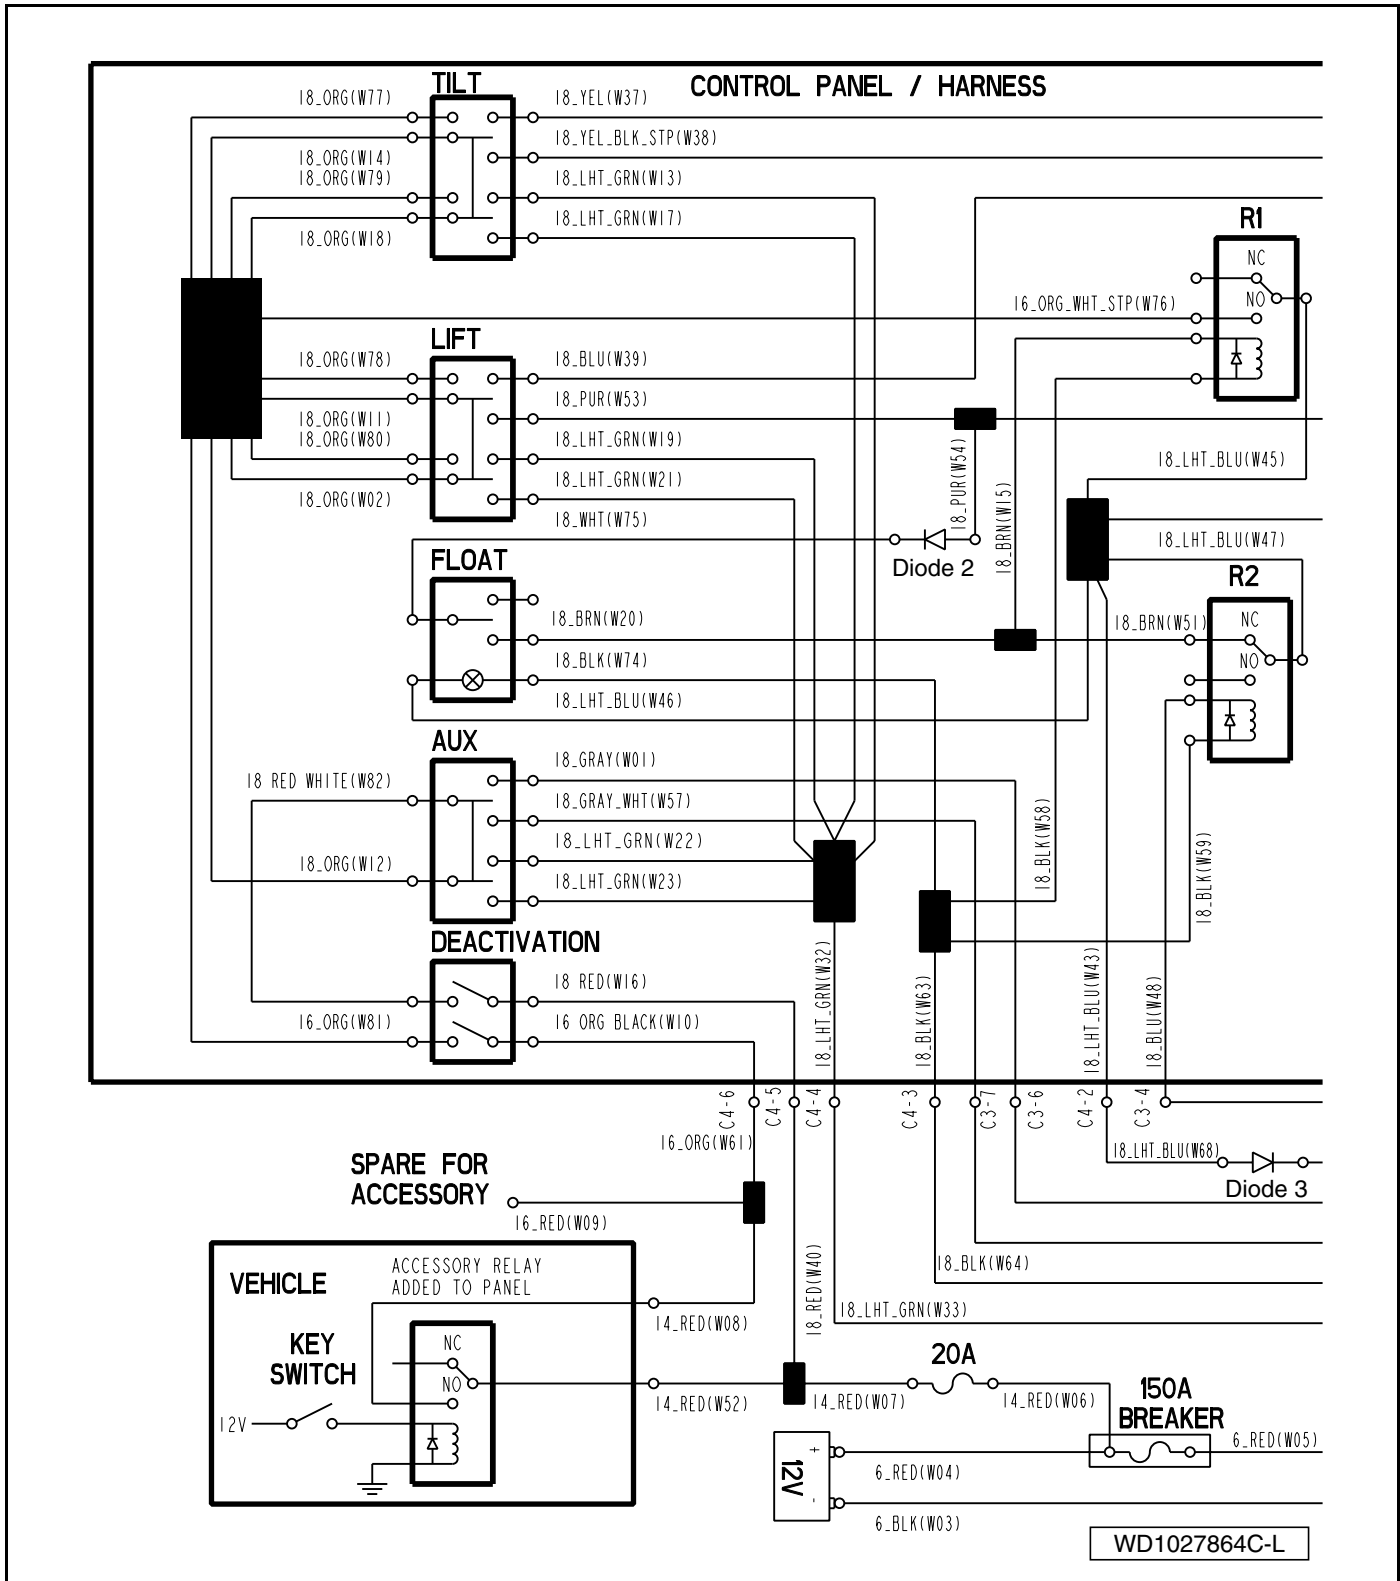 TILT
CONTROL PANEL / HARNESS
18_ORG(W77)
18_YEL(W37)
18_YEL_BLK_STP(W38)
18_ORG(W14)
18_ORG(W79)
18_LHT_GRN(W13)
18_LHT_GRN(W17)
18_ORG(W18)
R1
NC
NO
16_ORG_WHT_STP(W76)
LIFT
18_ORG(W78)
18_BLU(W39)
18_PUR(W53)
18_ORG(W11)
18_ORG(W80)
18_LHT_GRN(W19)
18_LHT_GRN(W21)
18_ORG(W02)
18_WHT(W75)
18_PUR(W54)
18_BRN(W15)
18_LHT_BLU(W45)
18_LHT_BLU(W47)
Diode 2
FLOAT
R2
NC
NO
18_BRN(W20)
18_BRN(W51)
18_BLK(W74)
18_LHT_BLU(W46)
AUX
18_GRAY(W01)
18 RED WHITE(W82)
18_GRAY_WHT(W57)
18_LHT_GRN(W22)
18_ORG(W12)
18_LHT_GRN(W23)
18_BLK(W58)
18_BLK(W59)
DEACTIVATION
18 RED(W16)
16_ORG(W81)
16 ORG BLACK(W10)
18_LHT_GRN(W32)
18_BLK(W63)
18_LHT_BLU(W43)
18_BLU(W48)
C4-6
C4-5
C4-4
C4-3
C3-7
C3-6
C4-2
C3-4
16_ORG(W61)
18_LHT_BLU(W68)
Diode 3
SPARE FOR
ACCESSORY
16_RED(W09)
VEHICLE
ACCESSORY RELAY
ADDED TO PANEL
18_RED(W40)
18_BLK(W64)
14_RED(W08)
18_LHT_GRN(W33)
KEY
SWITCH
NC
NO
12V
14_RED(W52)
14_RED(W07)
20A
14_RED(W06)
150A
BREAKER
6_RED(W05)
12V
+
-
6_RED(W04)
6_BLK(W03)
WD1027864C-L